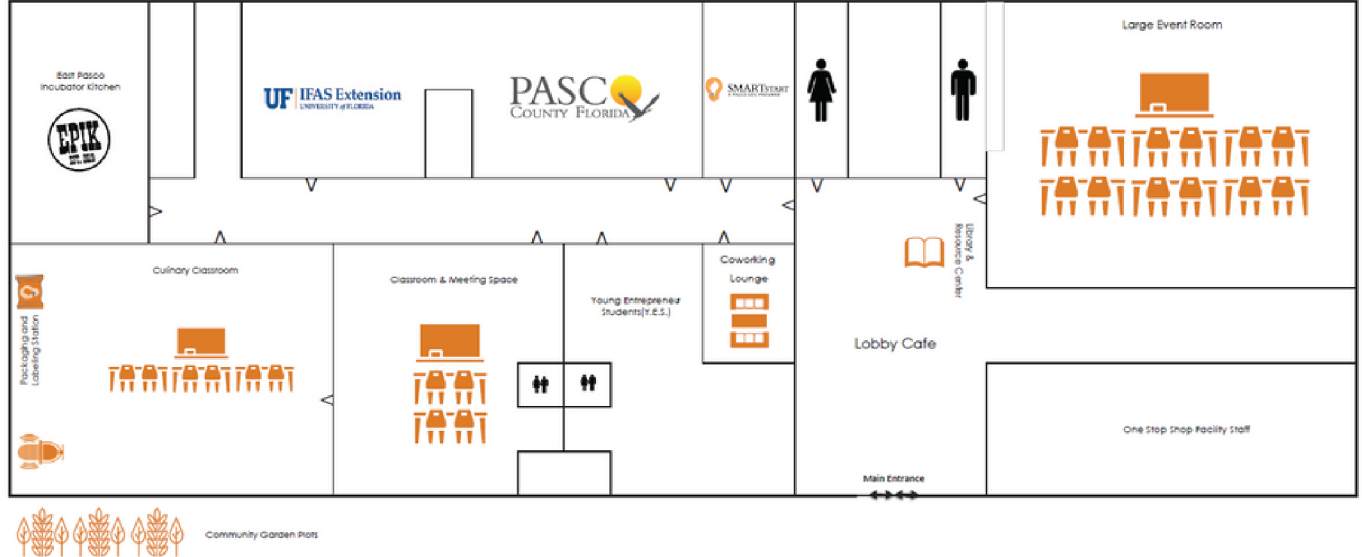 East Pasco
Incubator Kitchen
EPIK
UF IFAS Extension
UNIVERSITY of FLORIDA
PASCO
COUNTY FLORIDA
SMARTSTART
Large Event Room
Library &
Resource Center
Culinary Classroom
Packaging and
Labeling Station
Classroom & Meeting Space
Young Entrepreneur
Students(Y.E.S.)
Coworking
Lounge
Lobby Cafe
One Stop Shop Facility Staff
Main Entrance
Community Garden Plots